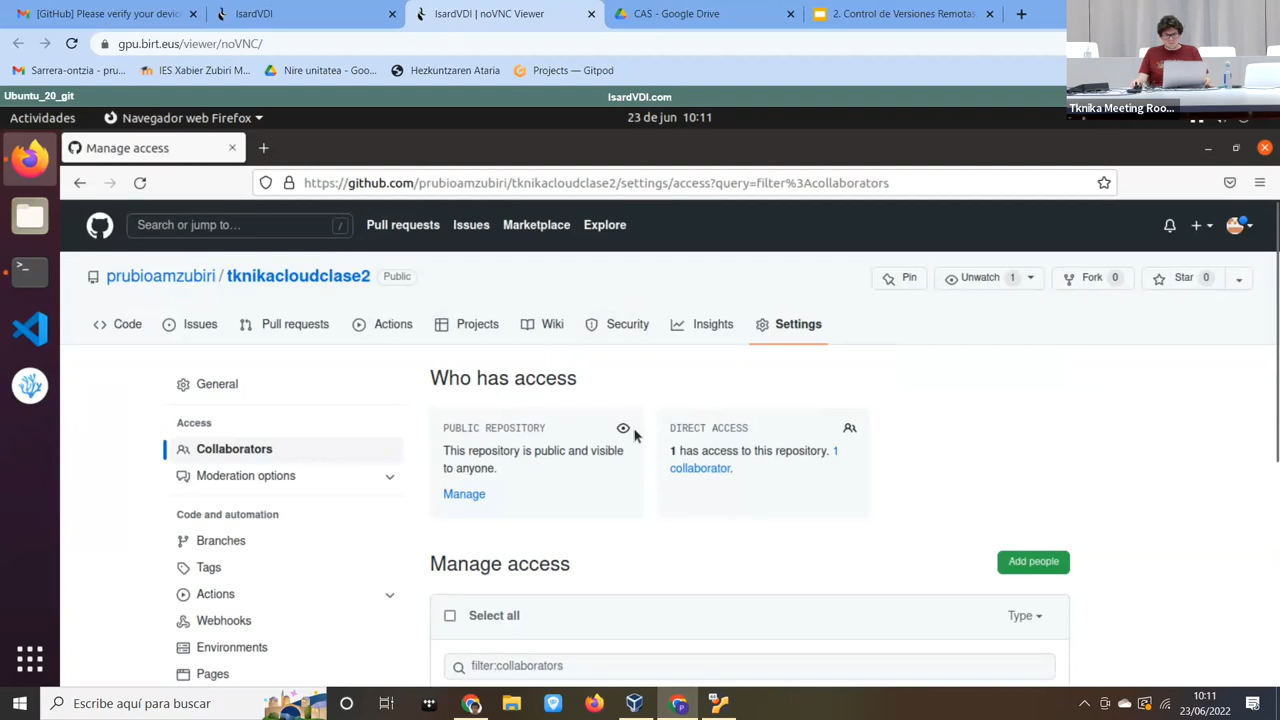 [GitHub] Please verify your device
IsardVDI
IsardVDI | noVNC Viewer
CAS - Google Drive
2. Control de Versiones Remotas
gpu.birt.eus/viewer/noVNC/
Sarrera-ontzia - pru...
IES Xabier Zubiri M...
Nire unitatea - Goo...
Hezkuntzaren Ataria
Projects — Gitpod
Ubuntu_20_git
IsardVDI.com
Tknika Meeting Roo...
Actividades
Navegador web Firefox
23 de jun 10:11
Manage access
https://github.com/prubioamzubiri/tknikacloudclase2/settings/access?query=filter%3Acollaborators
Search or jump to…
/
Pull requests
Issues
Marketplace
Explore
prubioamzubiri / tknikacloudclase2
Public
Pin
Unwatch 1
Fork 0
Star 0
Code
Issues
Pull requests
Actions
Projects
Wiki
Security
Insights
Settings
General
Access
Collaborators
Moderation options
Code and automation
Branches
Tags
Actions
Webhooks
Environments
Pages
Who has access
PUBLIC REPOSITORY
This repository is public and visible
to anyone.
Manage
DIRECT ACCESS
1 has access to this repository. 1
collaborator.
Manage access
Add people
Select all
Type
filter:collaborators
Escribe aquí para buscar
10:11
23/06/2022